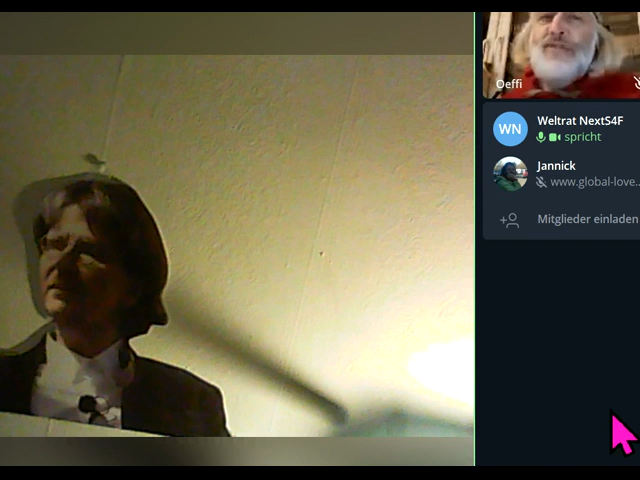 Oeffi
WN
Weltrat NextS4F
spricht
Jannick
www.global-love...
Mitglieder einladen